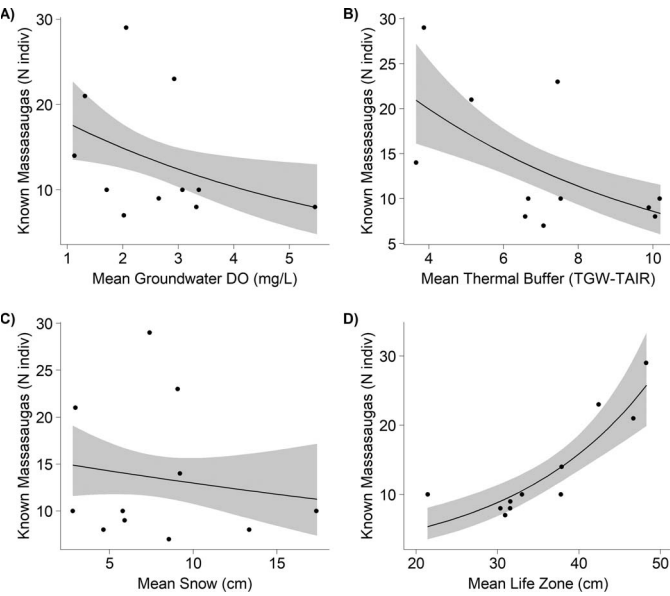 A)
Known Massasaugas (N indiv)
30
20
10
1 2 3 4 5
Mean Groundwater DO (mg/L)
B)
Known Massasaugas (N indiv)
30
25
20
15
10
5
4 6 8 10
Mean Thermal Buffer (TGW-TAIR)
C)
Known Massasaugas (N indiv)
30
25
20
15
10
5 10 15
Mean Snow (cm)
D)
Known Massasaugas (N indiv)
30
20
10
20 30 40 50
Mean Life Zone (cm)